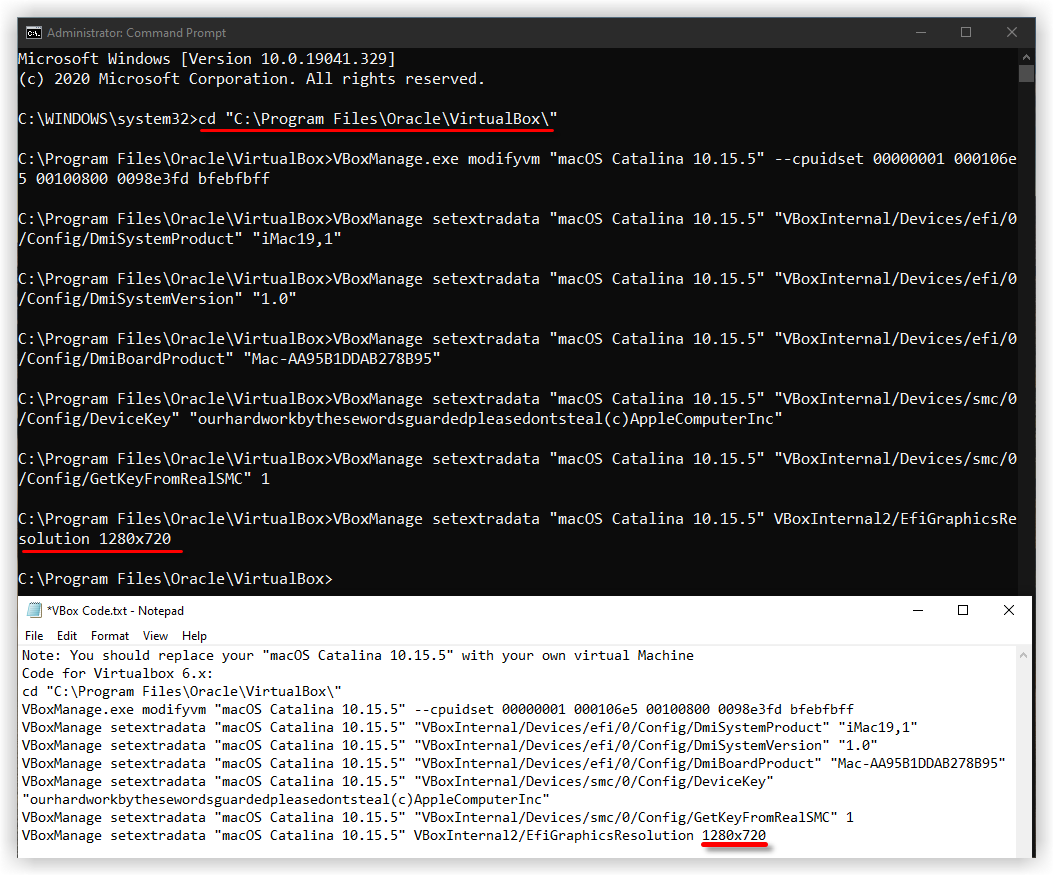 Administrator: Command Prompt
Microsoft Windows [Version 10.0.19041.329]
(c) 2020 Microsoft Corporation. All rights reserved.
C:\WINDOWS\system32>cd "C:\Program Files\Oracle\VirtualBox\"
C:\Program Files\Oracle\VirtualBox>VBoxManage.exe modifyvm "macOS Catalina 10.15.5" --cpuidset 00000001 000106e
5 00100800 0098e3fd bfebfbff
C:\Program Files\Oracle\VirtualBox>VBoxManage setextradata "macOS Catalina 10.15.5" "VBoxInternal/Devices/efi/0
/Config/DmiSystemProduct" "iMac19,1"
C:\Program Files\Oracle\VirtualBox>VBoxManage setextradata "macOS Catalina 10.15.5" "VBoxInternal/Devices/efi/0
/Config/DmiSystemVersion" "1.0"
C:\Program Files\Oracle\VirtualBox>VBoxManage setextradata "macOS Catalina 10.15.5" "VBoxInternal/Devices/efi/0
/Config/DmiBoardProduct" "Mac-AA95B1DDAB278B95"
C:\Program Files\Oracle\VirtualBox>VBoxManage setextradata "macOS Catalina 10.15.5" "VBoxInternal/Devices/smc/0
/Config/DeviceKey" "ourhardworkbythesewordsguardedpleasedontsteal(c)AppleComputerInc"
C:\Program Files\Oracle\VirtualBox>VBoxManage setextradata "macOS Catalina 10.15.5" "VBoxInternal/Devices/smc/0
/Config/GetKeyFromRealSMC" 1
C:\Program Files\Oracle\VirtualBox>VBoxManage setextradata "macOS Catalina 10.15.5" VBoxInternal2/EfiGraphicsRe
solution 1280x720
C:\Program Files\Oracle\VirtualBox>
*VBox Code.txt - Notepad
File Edit Format View Help
Note: You should replace your "macOS Catalina 10.15.5" with your own virtual Machine
Code for Virtualbox 6.x:
cd "C:\Program Files\Oracle\VirtualBox\"
VBoxManage.exe modifyvm "macOS Catalina 10.15.5" --cpuidset 00000001 000106e5 00100800 0098e3fd bfebfbff
VBoxManage setextradata "macOS Catalina 10.15.5" "VBoxInternal/Devices/efi/0/Config/DmiSystemProduct" "iMac19,1"
VBoxManage setextradata "macOS Catalina 10.15.5" "VBoxInternal/Devices/efi/0/Config/DmiSystemVersion" "1.0"
VBoxManage setextradata "macOS Catalina 10.15.5" "VBoxInternal/Devices/efi/0/Config/DmiBoardProduct" "Mac-AA95B1DDAB278B95"
VBoxManage setextradata "macOS Catalina 10.15.5" "VBoxInternal/Devices/smc/0/Config/DeviceKey"
"ourhardworkbythesewordsguardedpleasedontsteal(c)AppleComputerInc"
VBoxManage setextradata "macOS Catalina 10.15.5" "VBoxInternal/Devices/smc/0/Config/GetKeyFromRealSMC" 1
VBoxManage setextradata "macOS Catalina 10.15.5" VBoxInternal2/EfiGraphicsResolution 1280x720